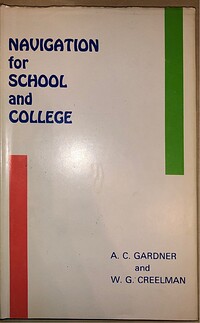 NAVIGATION
for
SCHOOL
and
COLLEGE
A. C. GARDNER
and
W. G. CREELMAN